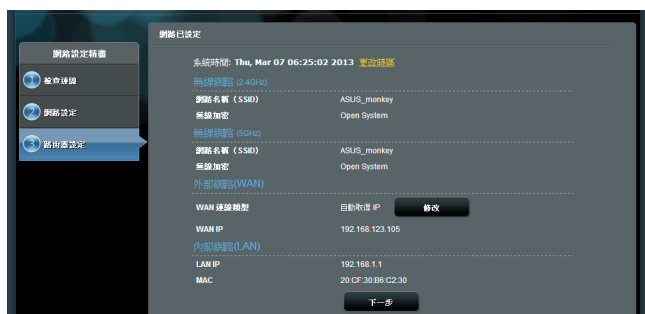 網路已設定
網路設定精靈
1 檢查連線
2 網路設定
3 路由器設定
系統時間: Thu, Mar 07 06:25:02 2013 更改時區
無線網路 (2.4GHz)
網路名稱（SSID） ASUS_monkey
無線加密 Open System
無線網路 (5GHz)
網路名稱（SSID） ASUS_monkey
無線加密 Open System
外部網路(WAN)
WAN 連線類型 自動取得 IP 修改
WAN IP 192.168.123.105
內部網路(LAN)
LAN IP 192.168.1.1
MAC 20:CF:30:B6:C2:30
下一步